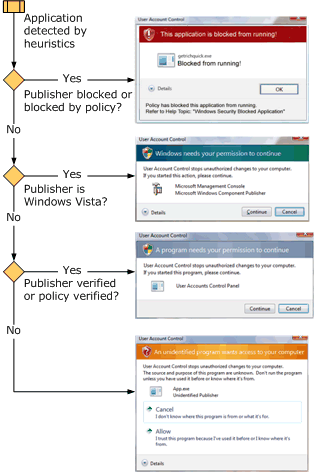 Application
detected by
heuristics
Yes
Publisher blocked or
blocked by policy?
User Account Control
This application is blocked from running!
getrichquick.exe
Blocked from running!
Details
OK
Policy has blocked this application from running.
Refer to Help Topic: "Windows Security Blocked Application"
No
Yes
Publisher is
Windows Vista?
User Account Control
Windows needs your permission to continue
User Account Control stops unauthorized changes to your computer.
If you started this action, please continue.
Microsoft Management Console
Microsoft Windows Component Publisher
Details
Continue
Cancel
No
Yes
Publisher verified
or policy verified?
User Account Control
A program needs your permission to continue
User Account Control stops unauthorized changes to your computer.
If you started this program, please continue.
User Accounts Control Panel
Continue
Cancel
No
User Account Control
An unidentified program wants access to your computer
User Account Control stops unauthorized changes to your computer.
The source and purpose of this program are unknown. Don't run the program
unless you have used it before or know where it's from.
App.exe
Unidentified Publisher
Cancel
I don't know where this program is from or what it's for.
Allow
I trust this program because I've used it before or I know where it's
from.
Details